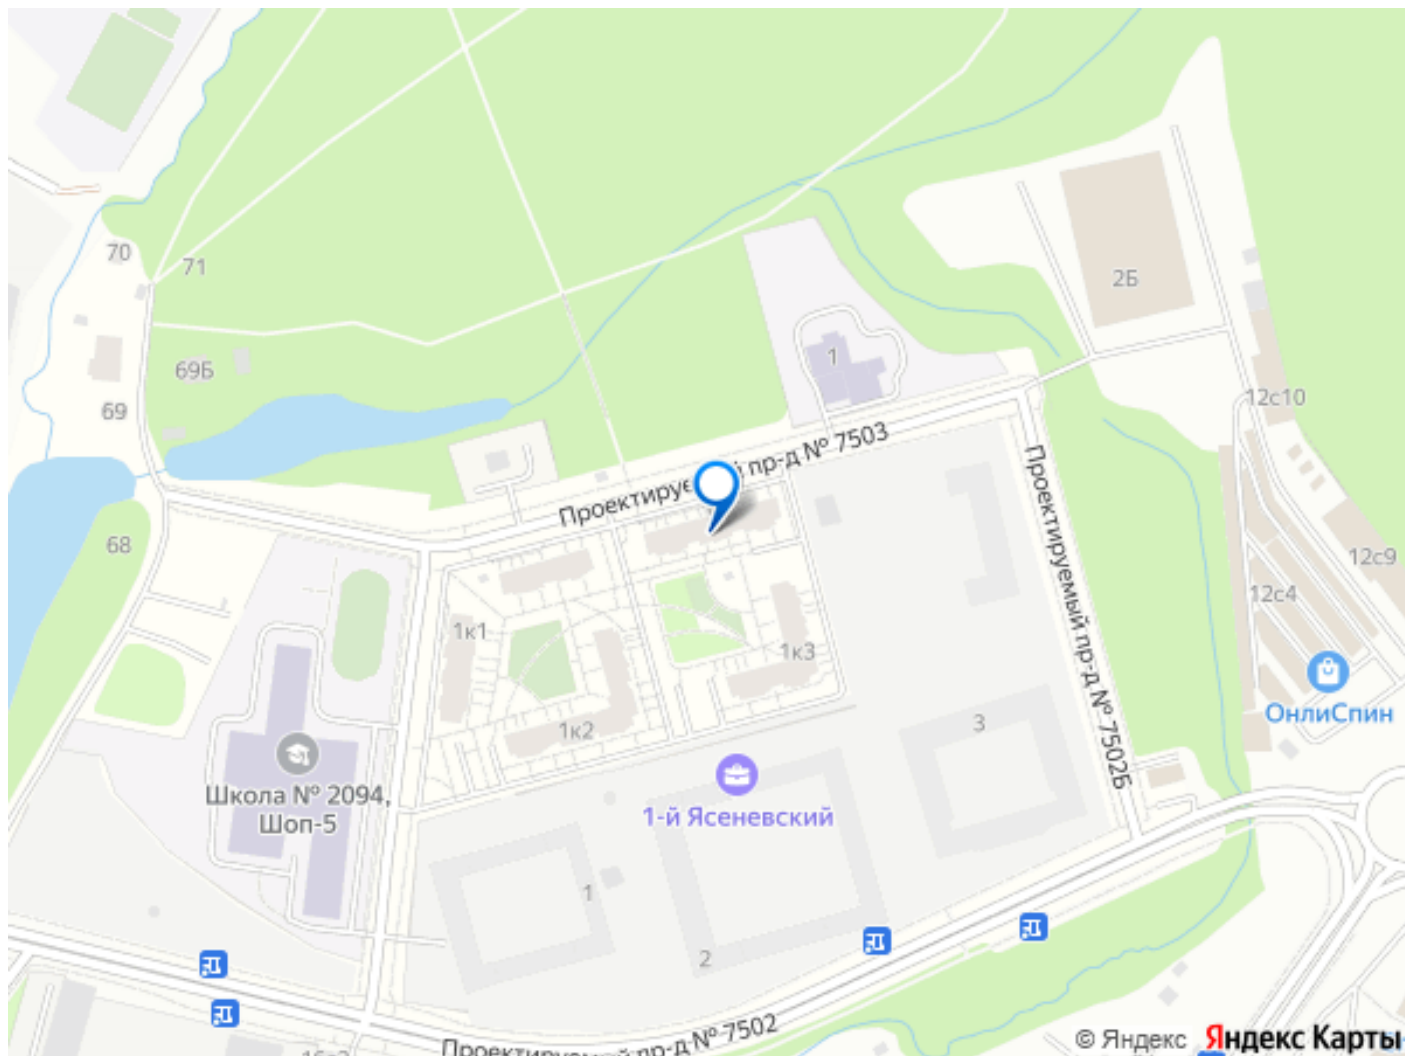 70
71
2Б
1
69Б
69
12с10
Проектируемый пр-д № 7503
Проектируемый пр-д № 7502Б
68
12с9
12с4
1к1
1к3
ОнлиСпин
1к2
3
Школа № 2094,
Шоп-5
1-й Ясеневский
1
2
Проектируемый пр-д № 7502
© Яндекс Яндекс Карты